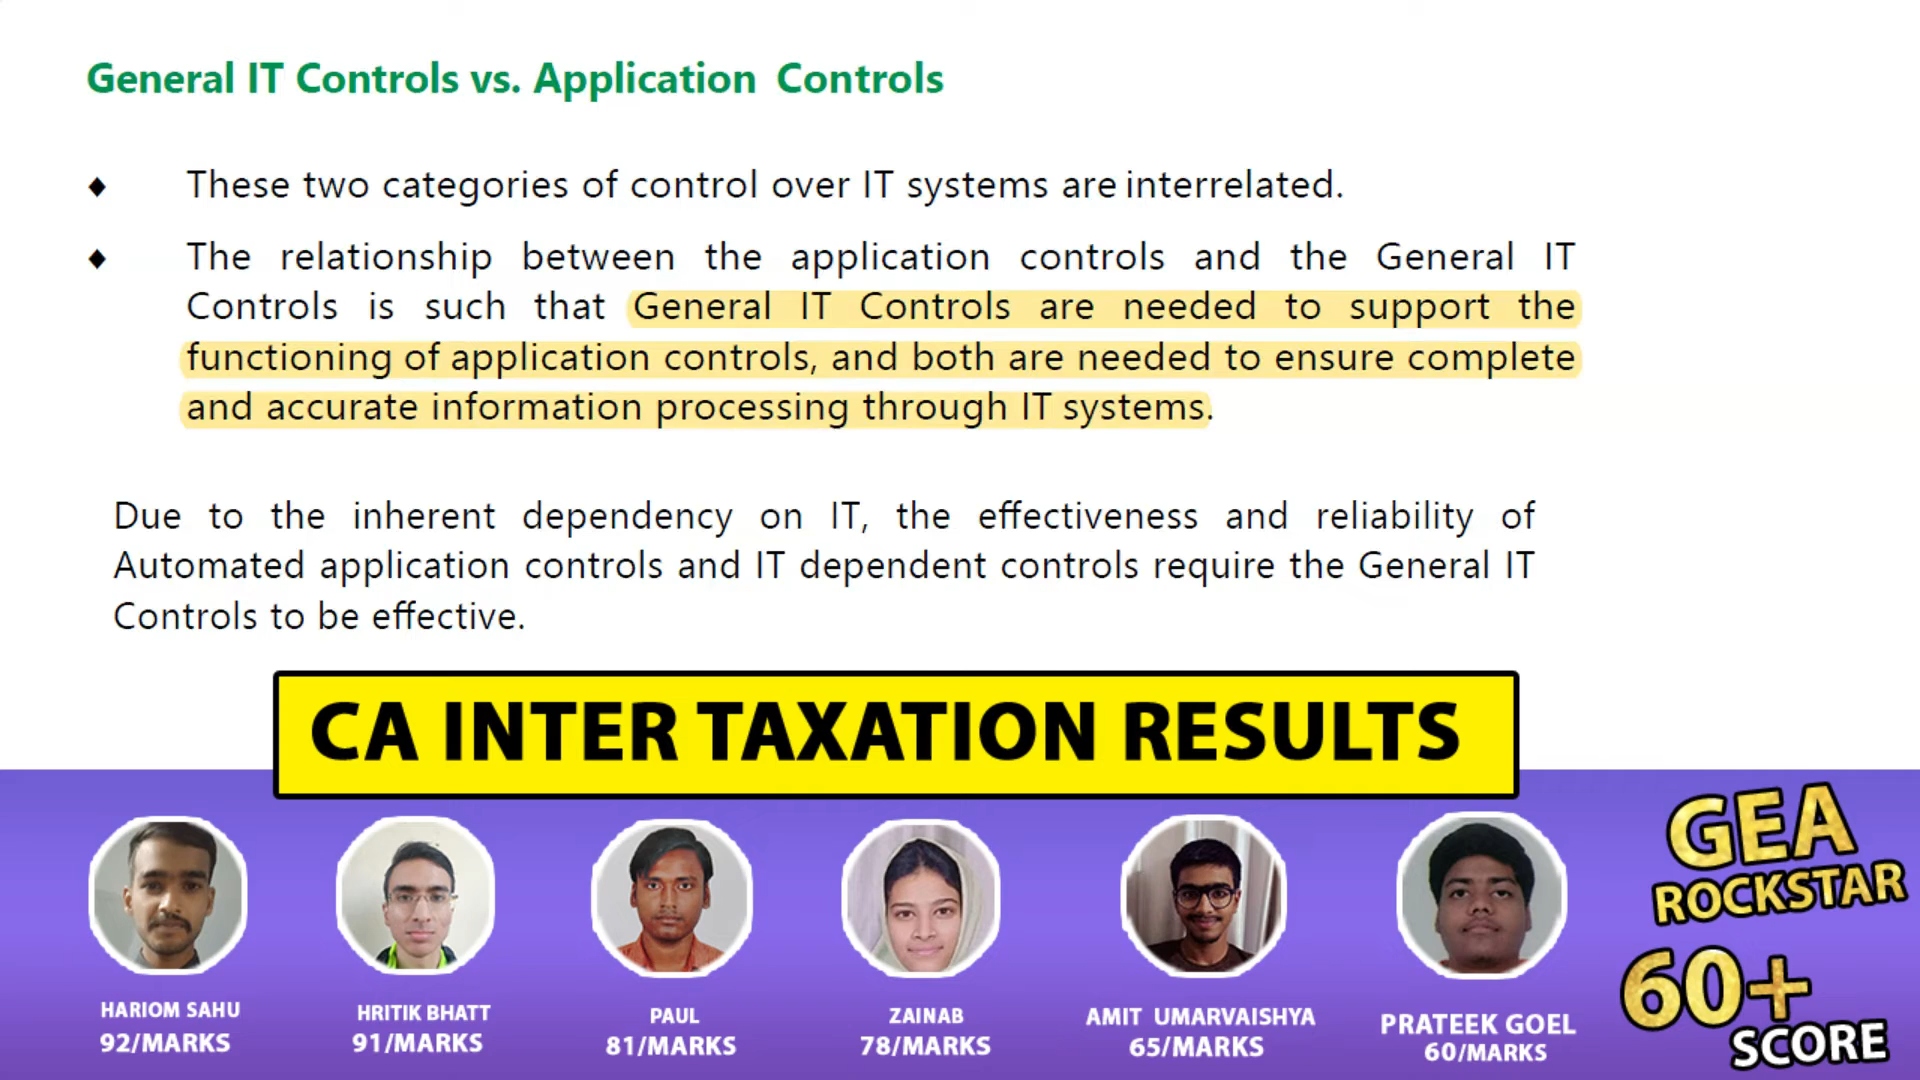 General IT Controls vs. Application Controls
♦ These two categories of control over IT systems are interrelated.
♦ The relationship between the application controls and the General IT
Controls is such that General IT Controls are needed to support the
functioning of application controls, and both are needed to ensure complete
and accurate information processing through IT systems.
Due to the inherent dependency on IT, the effectiveness and reliability of
Automated application controls and IT dependent controls require the General IT
Controls to be effective.
CA INTER TAXATION RESULTS
HARIOM SAHU
92/MARKS
HRITIK BHATT
91/MARKS
PAUL
81/MARKS
ZAINAB
78/MARKS
AMIT UMARVAISHYA
65/MARKS
PRATEEK GOEL
60/MARKS
GEA
ROCKSTAR
60+
SCORE